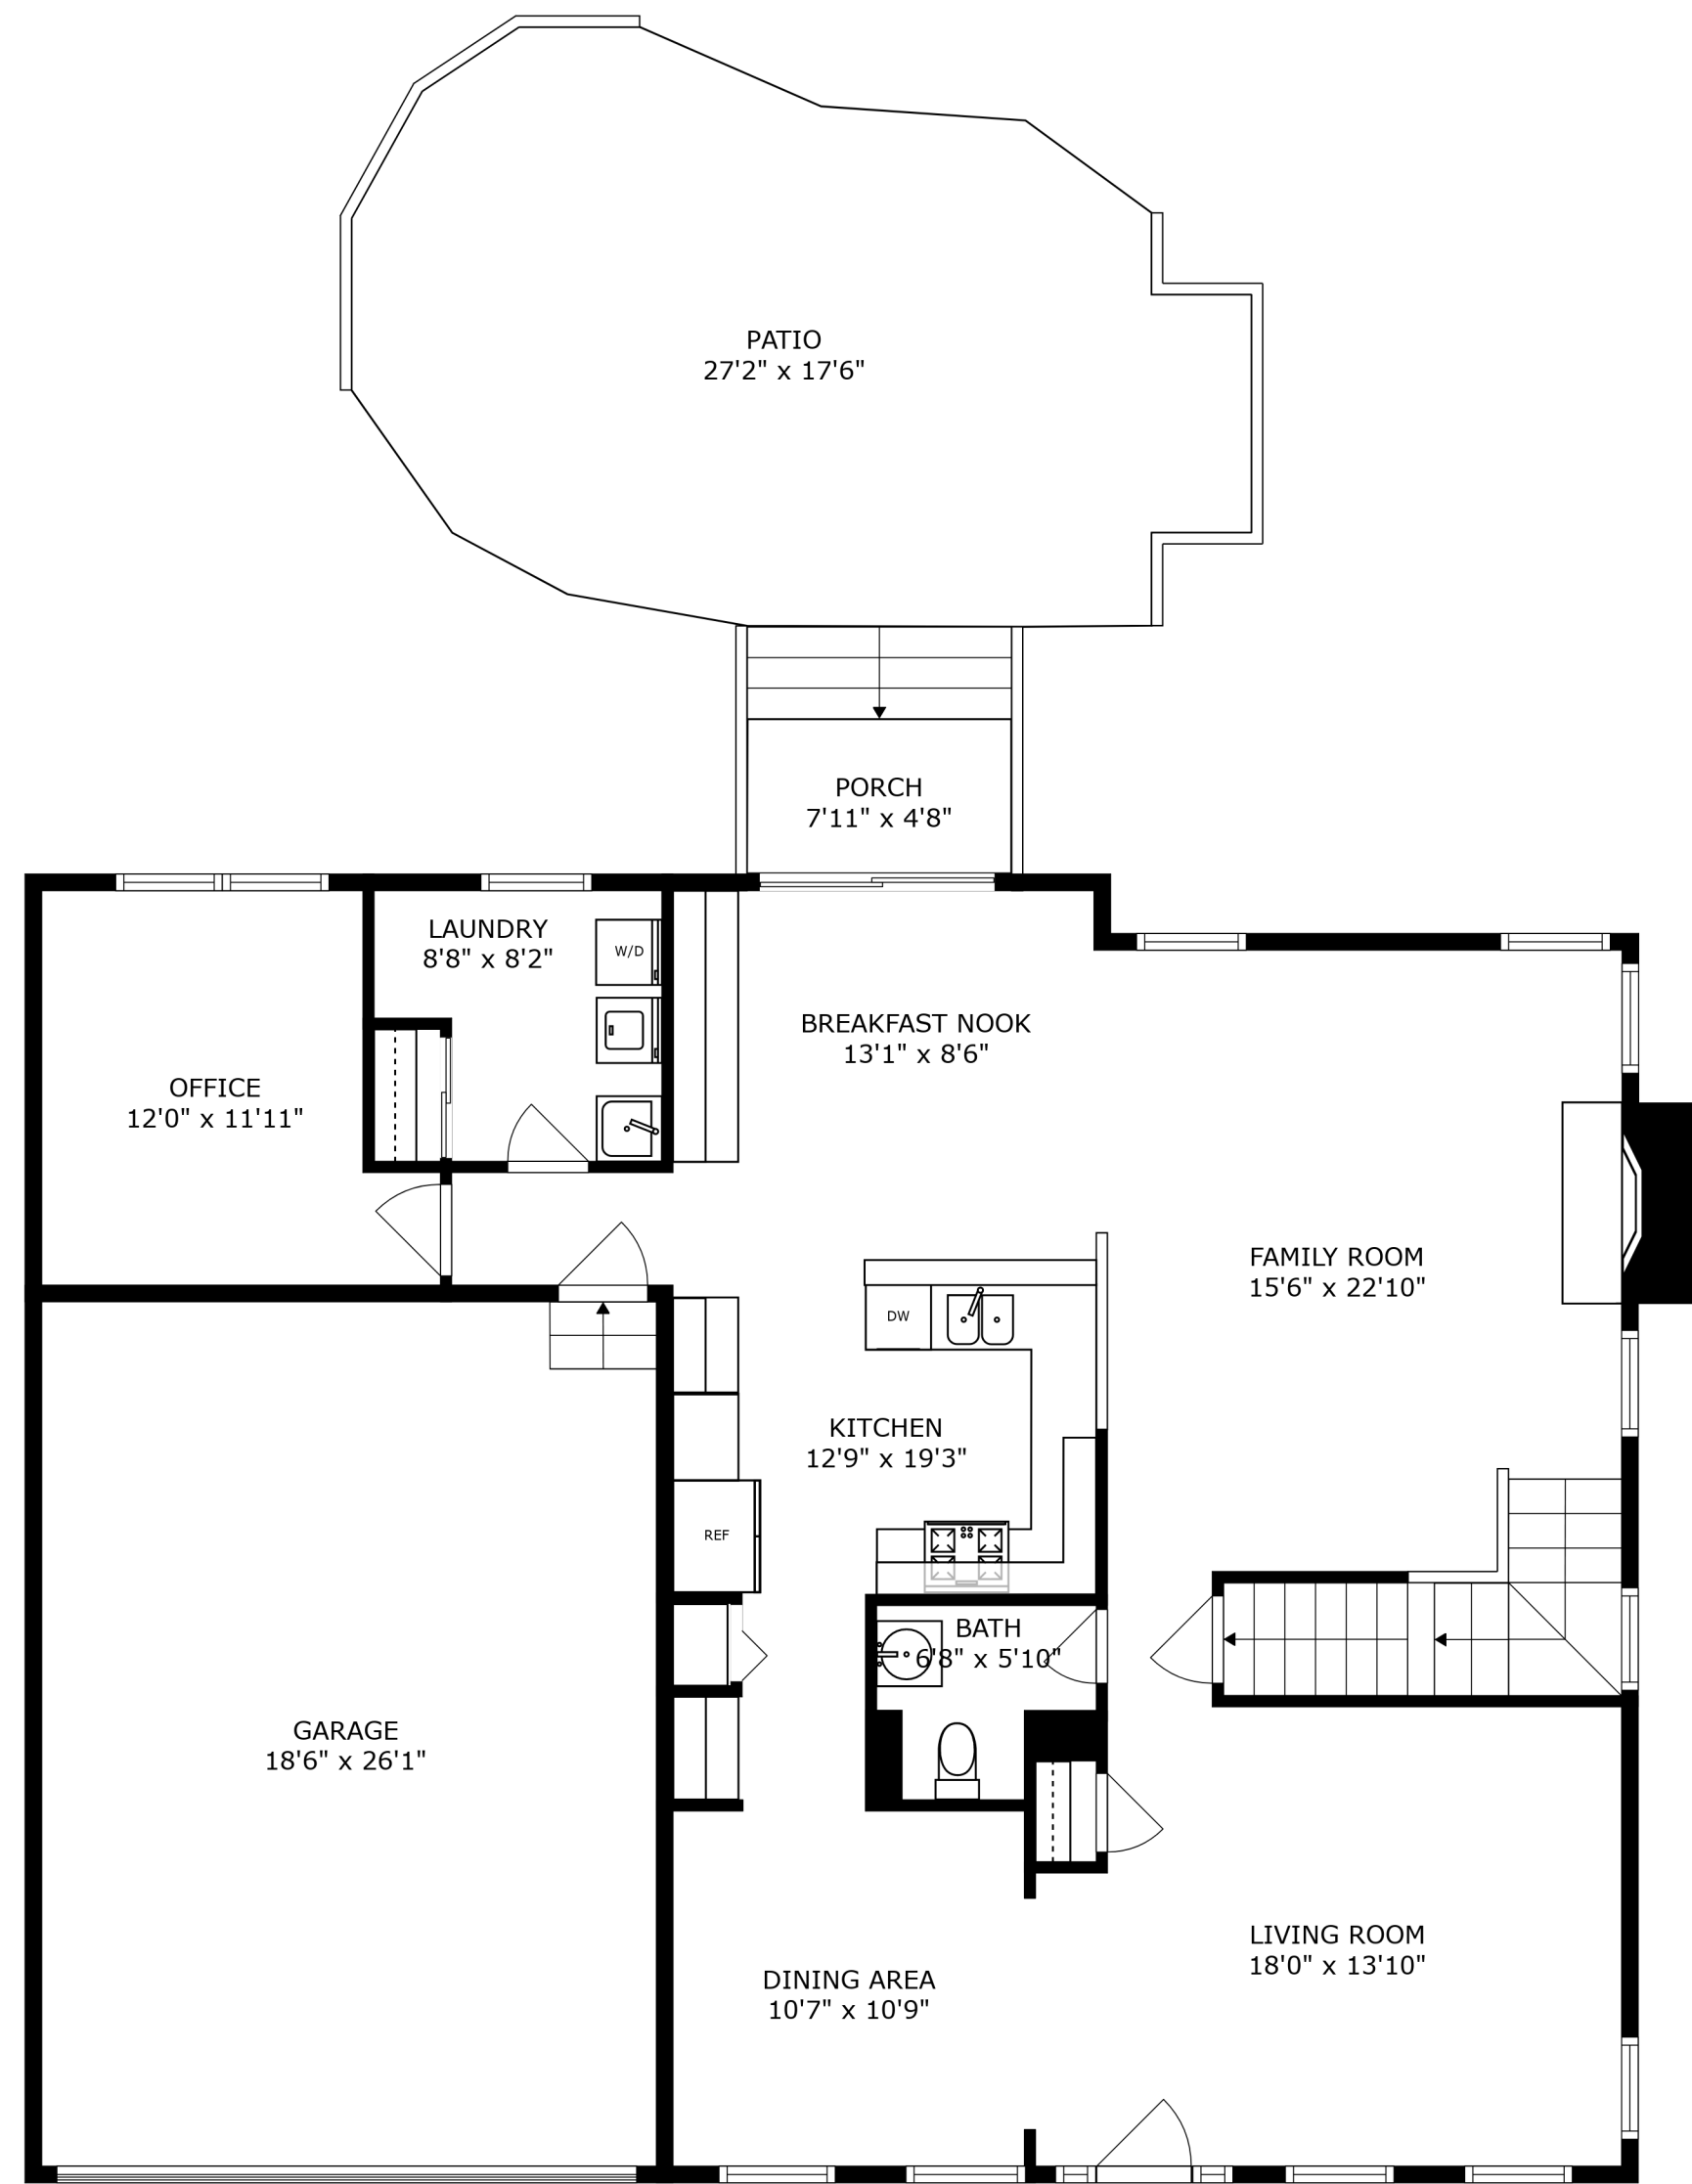 PATIO
27'2" x 17'6"
PORCH
7'11" x 4'8"
LAUNDRY
8'8" x 8'2"
W/D
BREAKFAST NOOK
13'1" x 8'6"
OFFICE
12'0" x 11'11"
FAMILY ROOM
15'6" x 22'10"
DW
KITCHEN
12'9" x 19'3"
REF
BATH
6'8" x 5'10"
GARAGE
18'6" x 26'1"
LIVING ROOM
18'0" x 13'10"
DINING AREA
10'7" x 10'9"